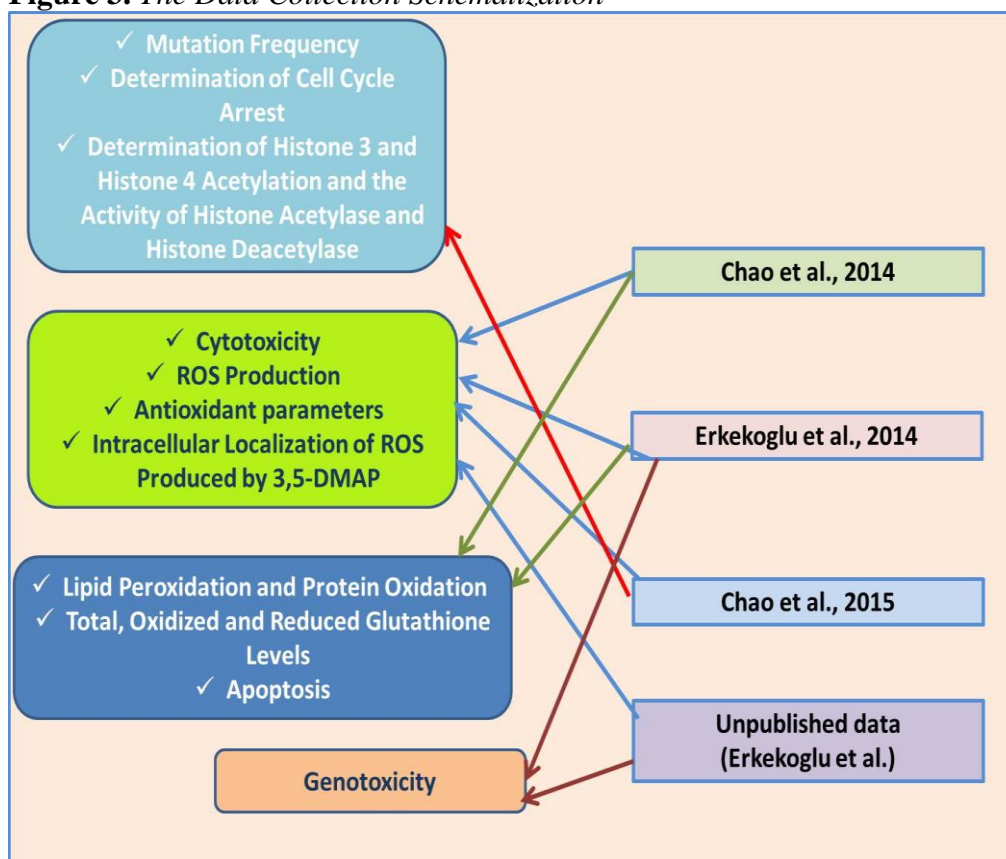 Figure 3. The Data Collection Schematization
✓ Mutation Frequency
✓ Determination of Cell Cycle
Arrest
✓ Determination of Histone 3 and
Histone 4 Acetylation and the
Activity of Histone Acetylase and
Histone Deacetylase
✓ Cytotoxicity
✓ ROS Production
✓ Antioxidant parameters
✓ Intracellular Localization of ROS
Produced by 3,5-DMAP
✓ Lipid Peroxidation and Protein Oxidation
✓ Total, Oxidized and Reduced Glutathione
Levels
✓ Apoptosis
Genotoxicity
Chao et al., 2014
Erkekoglu et al., 2014
Chao et al., 2015
Unpublished data
(Erkekoglu et al.)